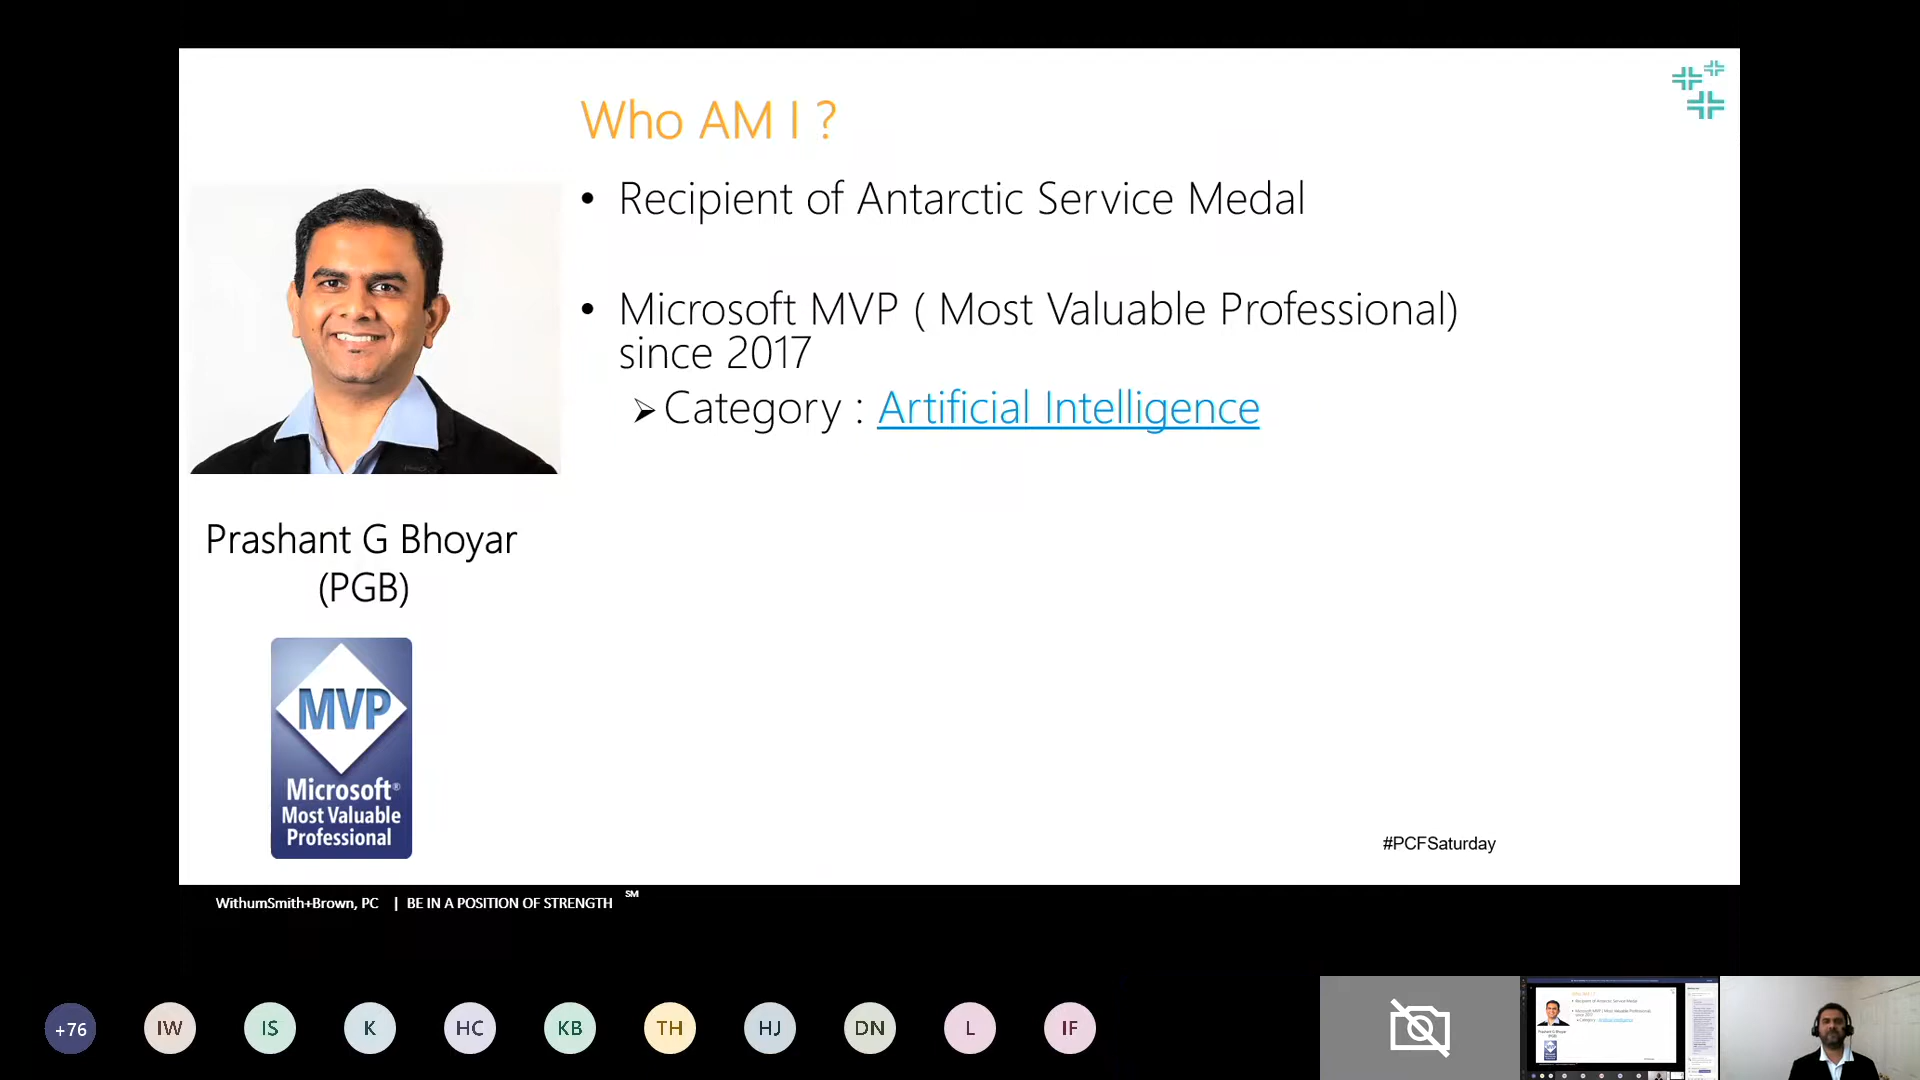 Who AM I ?
• Recipient of Antarctic Service Medal
• Microsoft MVP ( Most Valuable Professional)
since 2017
➢ Category : Artificial Intelligence
Prashant G Bhoyar
(PGB)
MVP
Microsoft®
Most Valuable
Professional
#PCFSaturday
WithumSmith+Brown, PC | BE IN A POSITION OF STRENGTH SM
+76 IW IS K HC KB TH HJ DN L IF